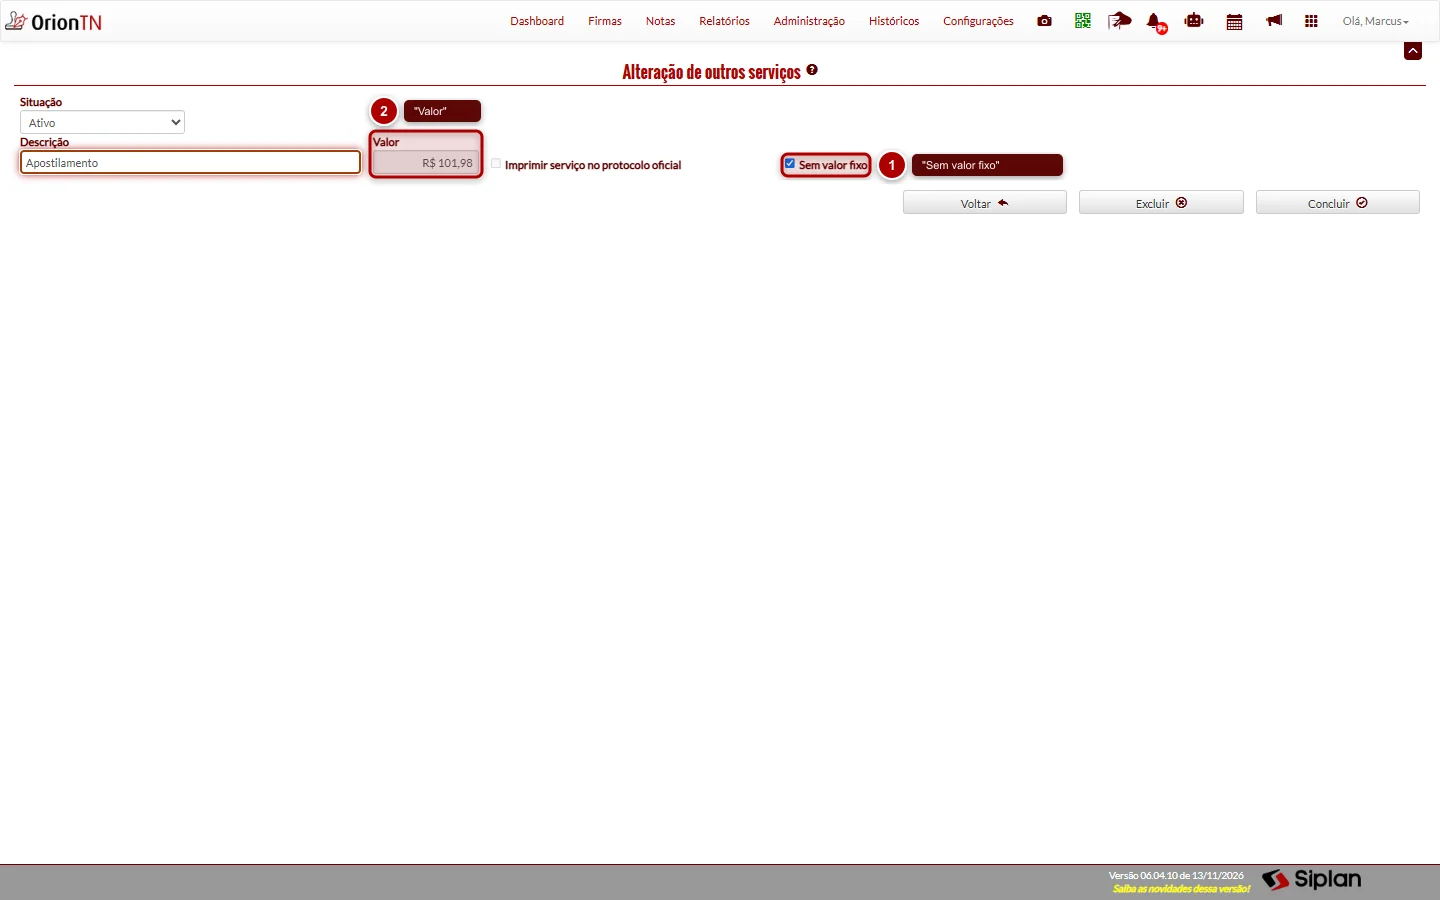 OrionTN
Dashboard Firmas Notas Relatórios Administração Históricos Configurações 9+ Olá, Marcus
Alteração de outros serviços ?
Situação
Ativo
2 "Valor"
Descrição
Apostilamento
Valor
R$ 101,98
Imprimir serviço no protocolo oficial
Sem valor fixo
1 "Sem valor fixo"
Voltar Excluir Concluir
Versão 06.04.10 de 13/11/2026
Saiba as novidades dessa versão!
Siplan